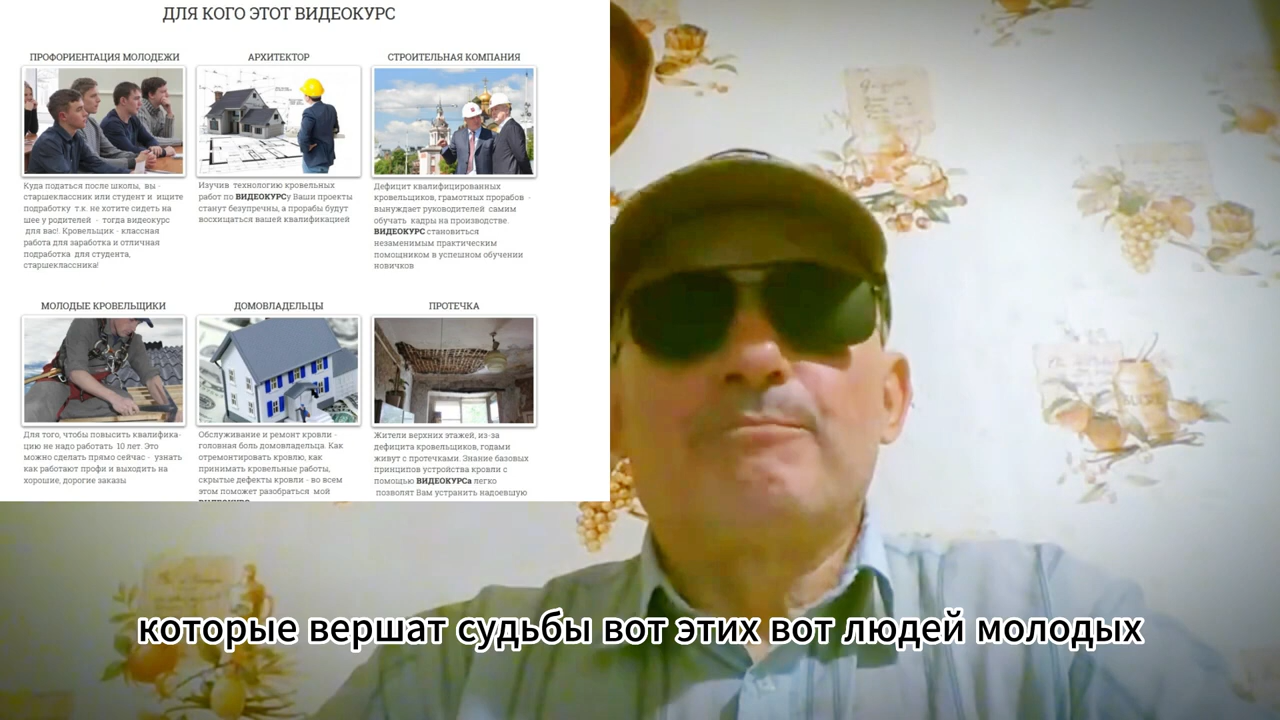 ДЛЯ КОГО ЭТОТ ВИДЕОКУРС
ПРОФОРИЕНТАЦИЯ МОЛОДЕЖИ
Куда податься после школы, вы -
старшеклассник или студент и ищите
подработку т.к. не хотите сидеть на
шее у родителей - тогда видеокурс
для вас! Кровельщик - классная
работа для заработка и отличная
подработка для студента,
старшеклассника!
АРХИТЕКТОР
Изучив технологию кровельных
работ по ВИДЕОКУРСу Ваши проекты
станут безупречны, а прорабы будут
восхищаться вашей квалификацией
СТРОИТЕЛЬНАЯ КОМПАНИЯ
Дефицит квалифицированных
кровельщиков, грамотных прорабов -
вынуждает руководителей самим
обучать кадры на производстве.
ВИДЕОКУРС становиться
незаменимым практическим
помощником в успешном обучении
новичков
МОЛОДЫЕ КРОВЕЛЬЩИКИ
Для того, чтобы повысить квалифика-
цию не надо работать 10 лет. Это
можно сделать прямо сейчас - узнать
как работают профи и выходить на
хорошие, дорогие заказы
ДОМОВЛАДЕЛЬЦЫ
Обслуживание и ремонт кровли -
головная боль домовладельца. Как
отремонтировать кровлю, как
принимать кровельные работы,
скрытые дефекты кровли - во всем
этом поможет разобраться мой
ПРОТЕЧКА
Жители верхних этажей, из-за
дефицита кровельщиков, годами
живут с протечками. Знание базовых
принципов устройства кровли с
помощью ВИДЕОКУРСа легко
позволят Вам устранить надоевшую
которые вершат судьбы вот этих вот людей молодых